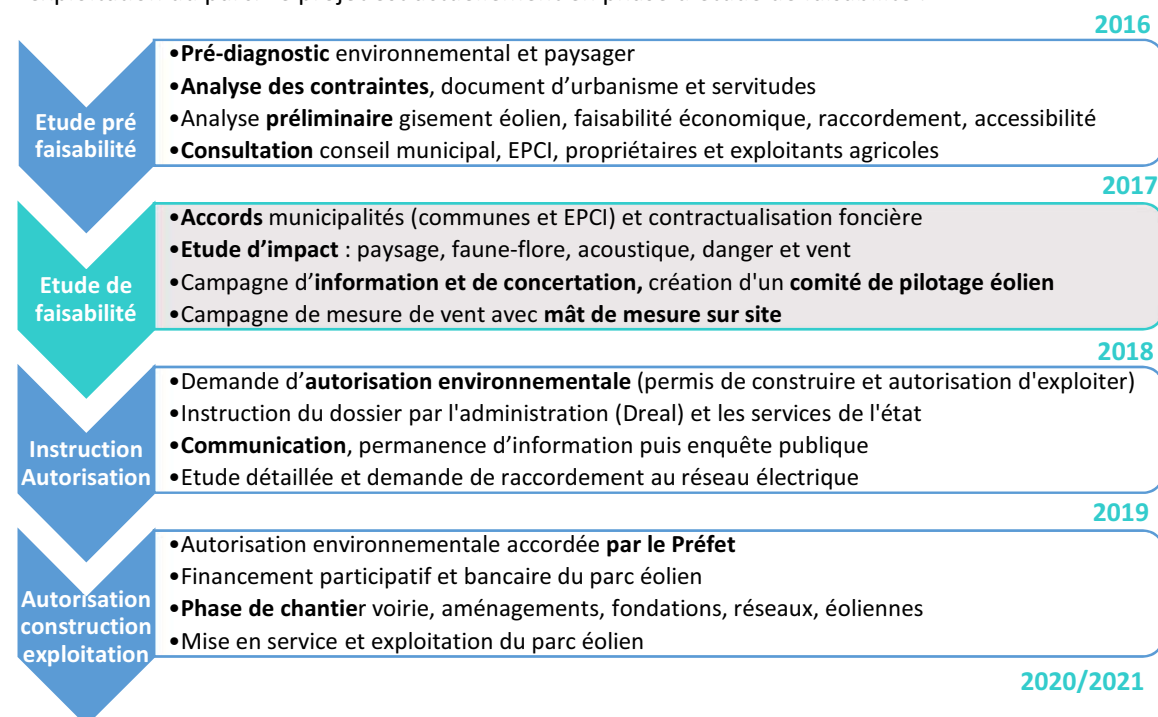 2016
Etude pré
faisabilité
•Pré-diagnostic environnemental et paysager
•Analyse des contraintes, document d'urbanisme et servitudes
•Analyse préliminaire gisement éolien, faisabilité économique, raccordement, accessibilité
•Consultation conseil municipal, EPCI, propriétaires et exploitants agricoles
2017
Etude de
faisabilité
•Accords municipalités (communes et EPCI) et contractualisation foncière
•Etude d'impact : paysage, faune-flore, acoustique, danger et vent
•Campagne d'information et de concertation, création d'un comité de pilotage éolien
•Campagne de mesure de vent avec mât de mesure sur site
2018
Instruction
Autorisation
•Demande d'autorisation environnementale (permis de construire et autorisation d'exploiter)
•Instruction du dossier par l'administration (Dreal) et les services de l'état
•Communication, permanence d'information puis enquête publique
•Etude détaillée et demande de raccordement au réseau électrique
2019
Autorisation
construction
exploitation
•Autorisation environnementale accordée par le Préfet
•Financement participatif et bancaire du parc éolien
•Phase de chantier voirie, aménagements, fondations, réseaux, éoliennes
•Mise en service et exploitation du parc éolien
2020/2021